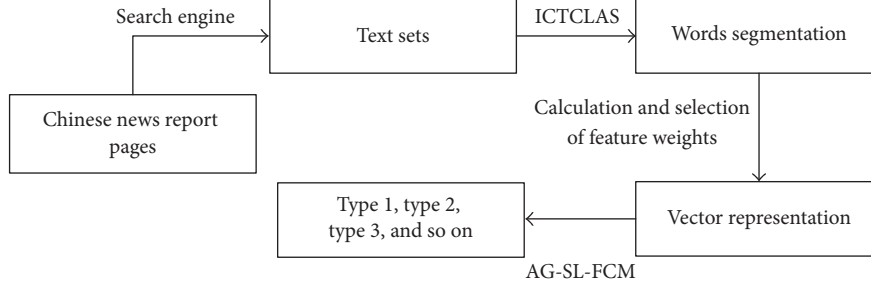 Search engine
Text sets
ICTCLAS
Words segmentation
Chinese news report
pages
Calculation and selection
of feature weights
Type 1, type 2,
type 3, and so on
Vector representation
AG-SL-FCM